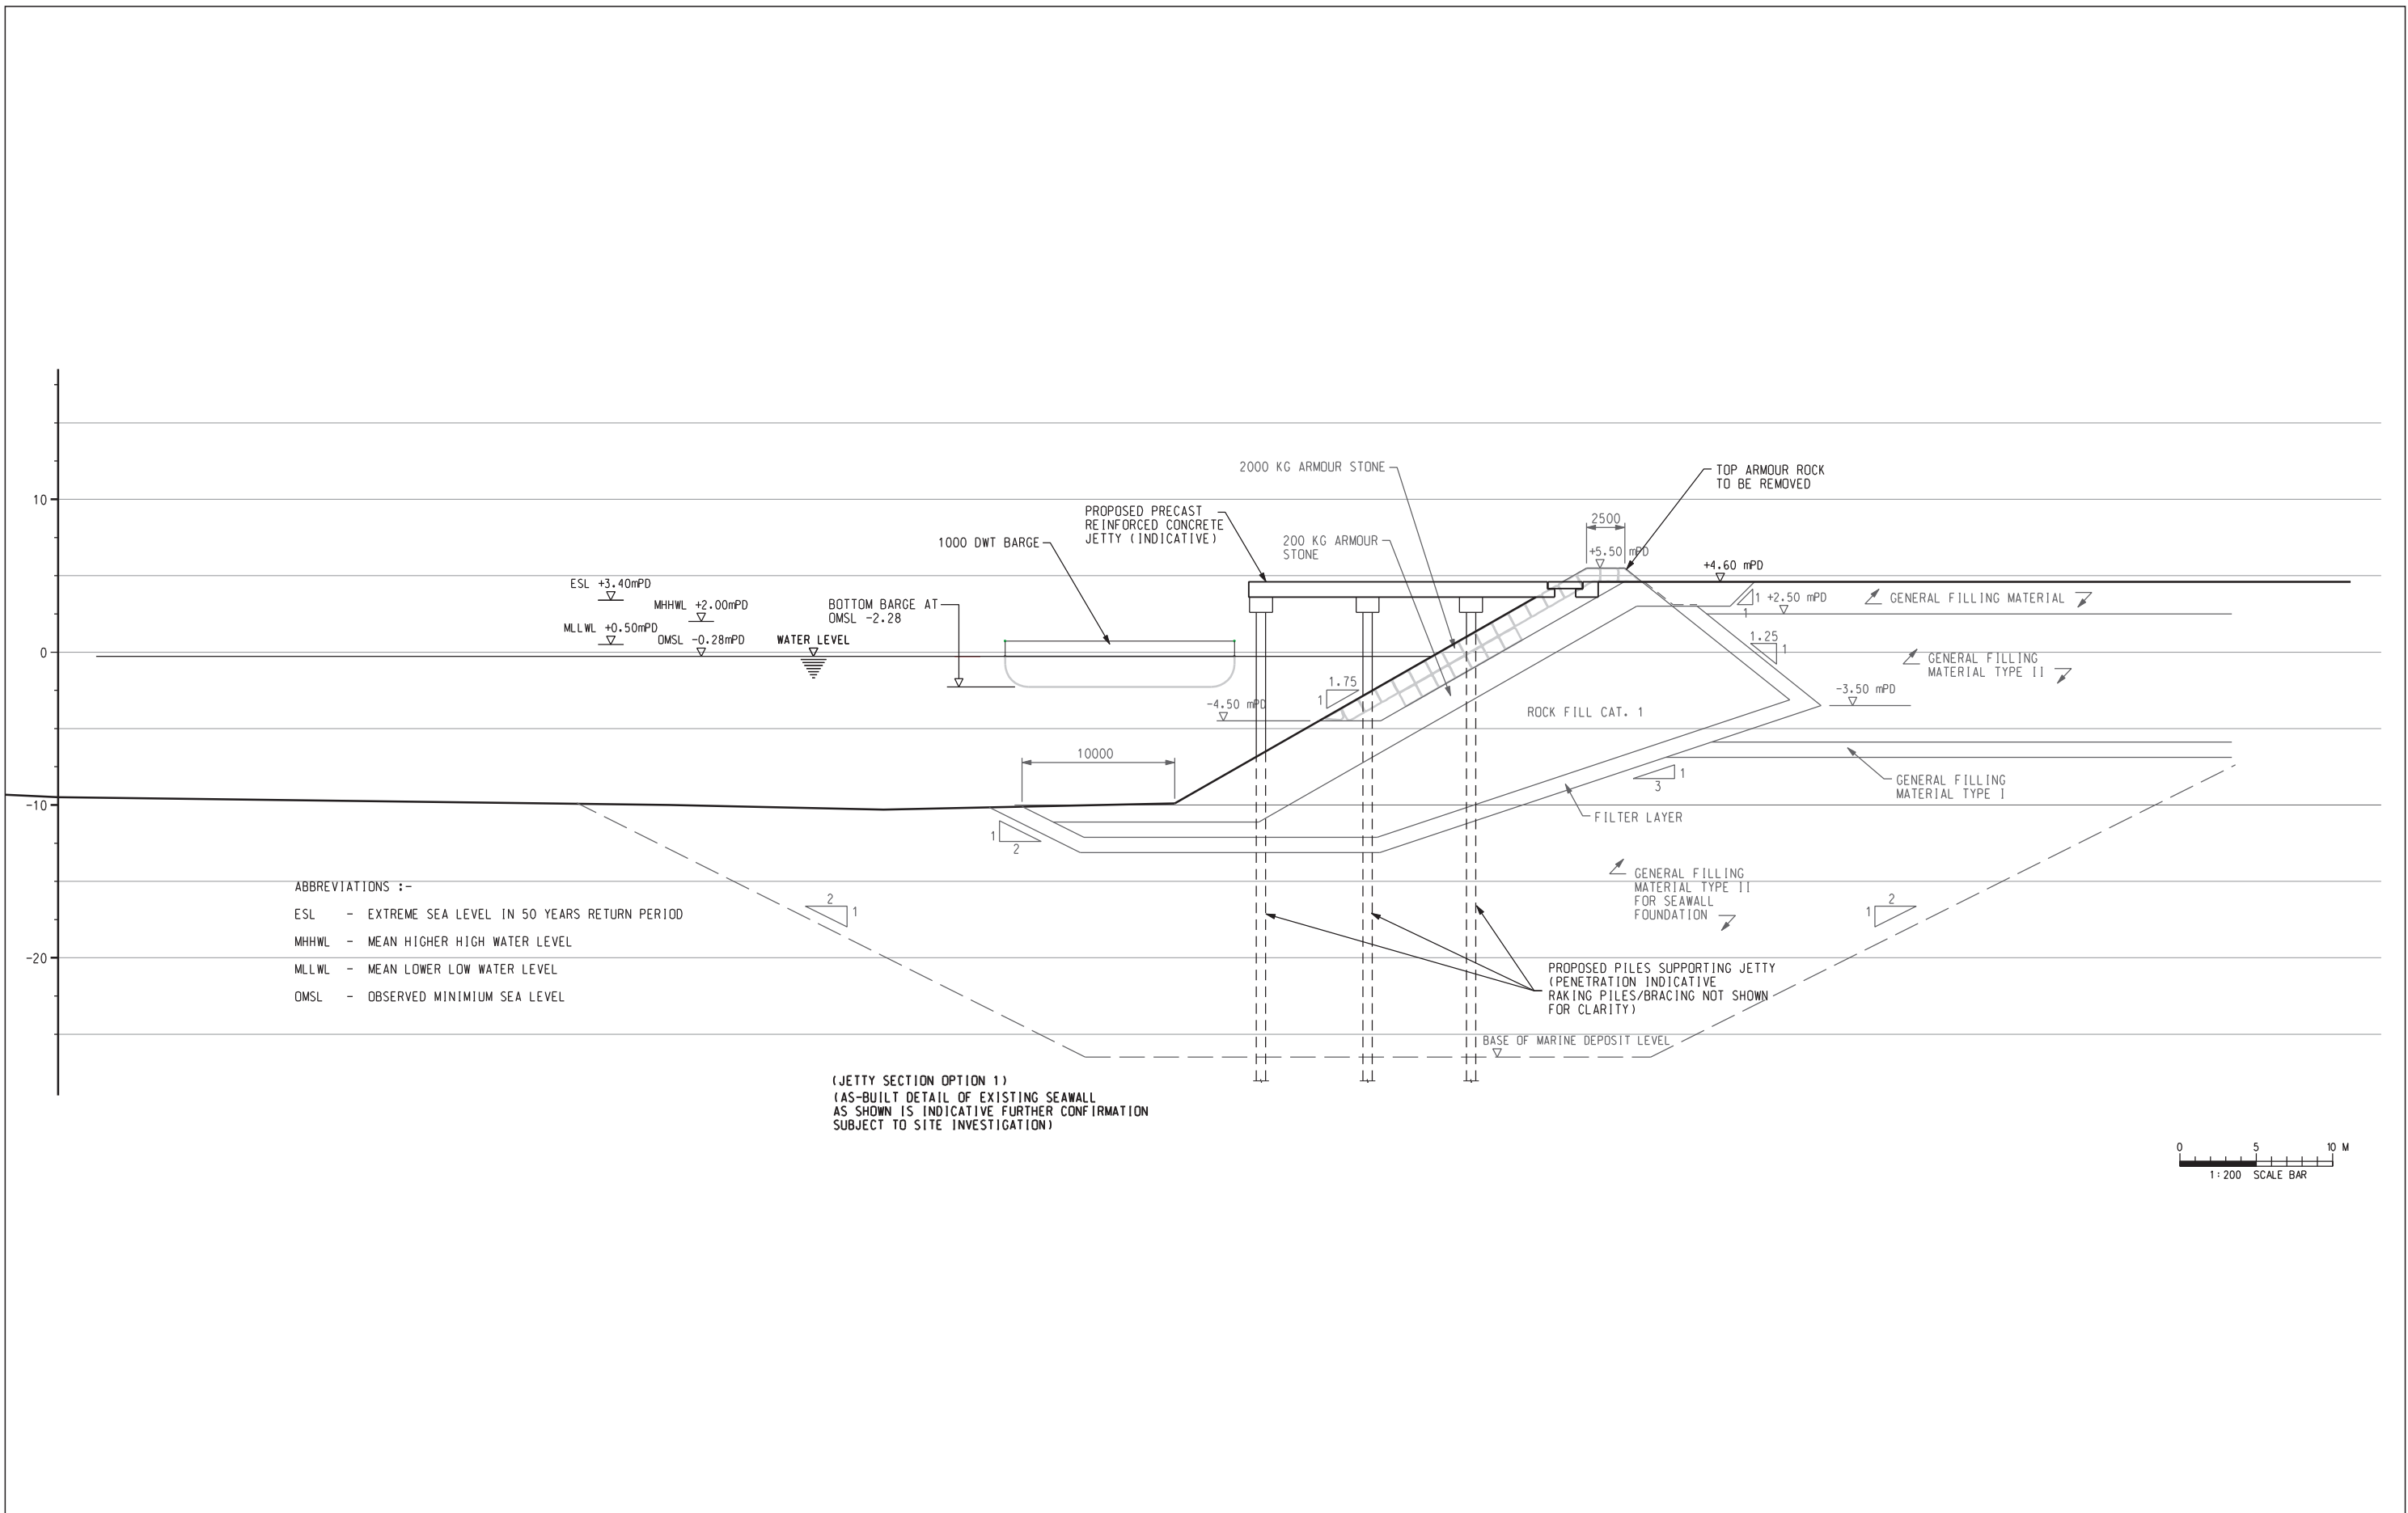 2000 KG ARMOUR STONE
TOP ARMOUR ROCK
TO BE REMOVED
10
PROPOSED PRECAST
REINFORCED CONCRETE
JETTY (INDICATIVE)
2500
1000 DWT BARGE
200 KG ARMOUR
STONE
+5.50 mPD
+4.60 mPD
ESL +3.40mPD
MHHWL +2.00mPD
BOTTOM BARGE AT
OMSL -2.28
1
1
+2.50 mPD
GENERAL FILLING MATERIAL
MLLWL +0.50mPD
OMSL -0.28mPD
WATER LEVEL
0
1.25
1
GENERAL FILLING
MATERIAL TYPE II
1.75
1
-4.50 mPD
-3.50 mPD
ROCK FILL CAT. 1
10000
1
3
GENERAL FILLING
MATERIAL TYPE I
-10
FILTER LAYER
1
2
GENERAL FILLING
MATERIAL TYPE II
FOR SEAWALL
FOUNDATION
ABBREVIATIONS :-
ESL - EXTREME SEA LEVEL IN 50 YEARS RETURN PERIOD
MHHWL - MEAN HIGHER HIGH WATER LEVEL
MLLWL - MEAN LOWER LOW WATER LEVEL
OMSL - OBSERVED MINIMIUM SEA LEVEL
2
1
2
1
-20
PROPOSED PILES SUPPORTING JETTY
(PENETRATION INDICATIVE
RAKING PILES/BRACING NOT SHOWN
FOR CLARITY)
BASE OF MARINE DEPOSIT LEVEL
(JETTY SECTION OPTION 1)
(AS-BUILT DETAIL OF EXISTING SEAWALL
AS SHOWN IS INDICATIVE FURTHER CONFIRMATION
SUBJECT TO SITE INVESTIGATION)
0 5 10 M
1:200 SCALE BAR